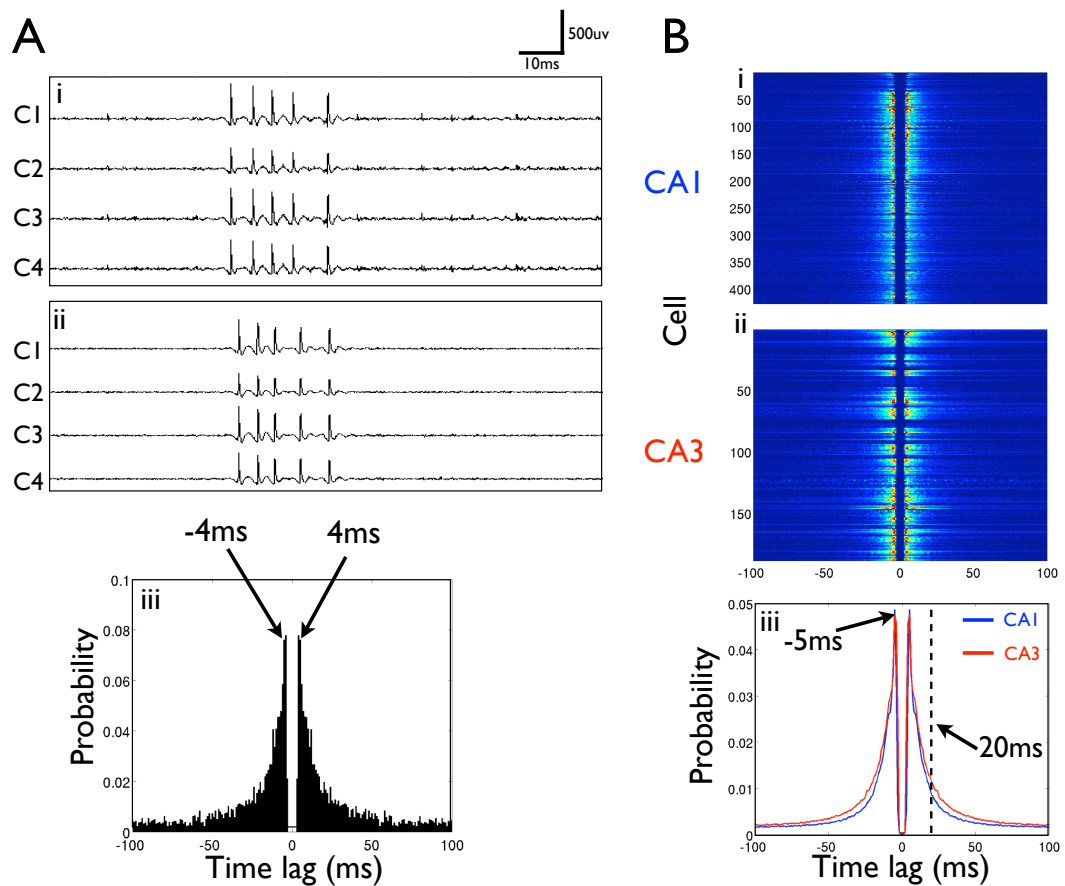 A
500uv
10ms
i
C1
C2
C3
C4
ii
C1
C2
C3
C4
-4ms
4ms
iii
Probability
0.1
0.08
0.06
0.04
0.02
0
-100
-50
0
50
100
Time lag (ms)
B
i
CA1
50
100
150
200
250
300
350
400
Cell
ii
CA3
50
100
150
-100
-50
0
50
100
iii
-5ms
CA1
CA3
20ms
Probability
0.05
0.04
0.03
0.02
0.01
0
-100
-50
0
50
100
Time lag (ms)